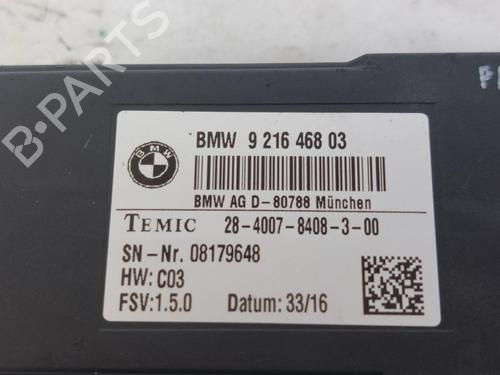 BMW 9 216 468 03
BMW
BMW AG D-80788 München
TEMIC 28-4007-8408-3-00
SN-Nr. 08179648
HW: C03
FSV:1.5.0 Datum: 33/16